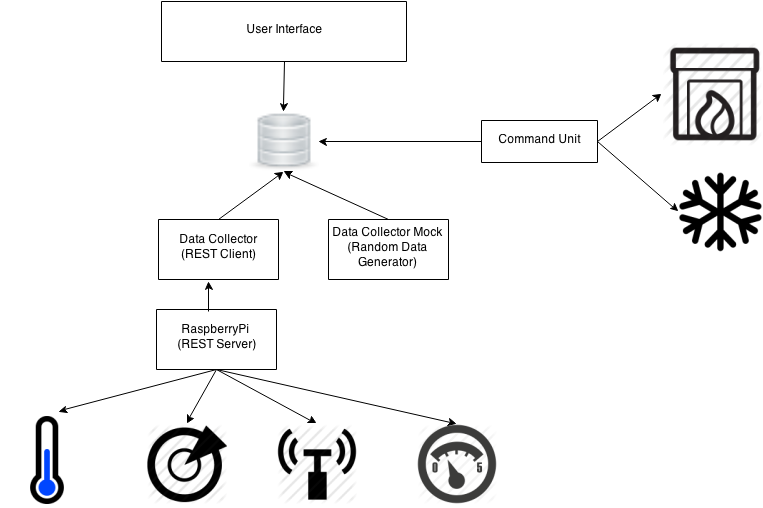 User Interface
Command Unit
Data Collector
(REST Client)
Data Collector Mock
(Random Data
Generator)
RaspberryPi
(REST Server)
0 5